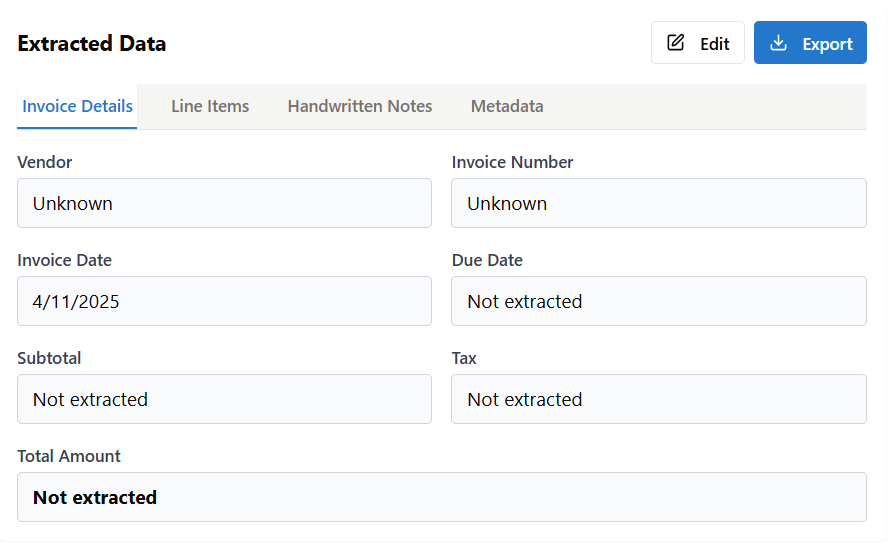 Extracted Data
Edit
Export
Invoice Details
Line Items
Handwritten Notes
Metadata
Vendor
Unknown
Invoice Number
Unknown
Invoice Date
4/11/2025
Due Date
Not extracted
Subtotal
Not extracted
Tax
Not extracted
Total Amount
Not extracted